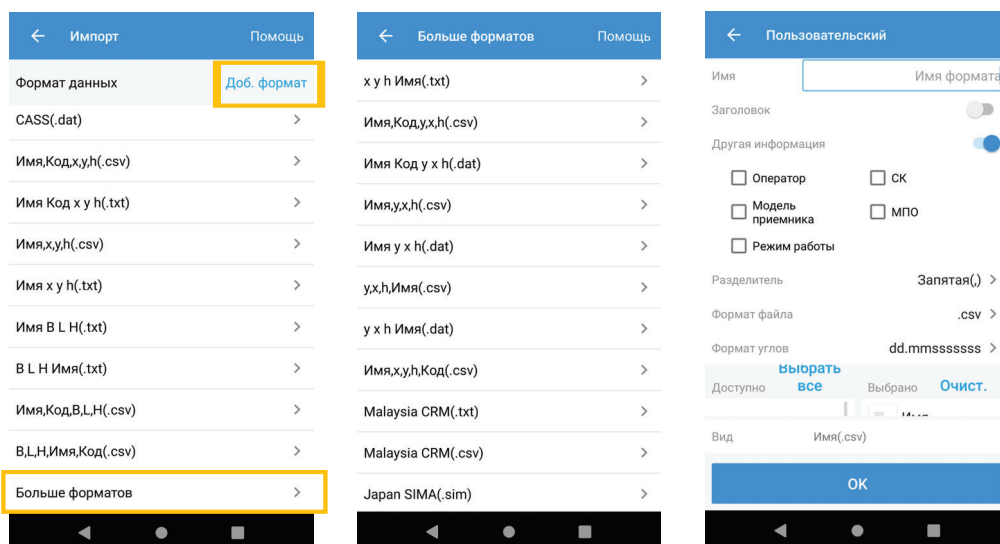 Импорт Помощь
Формат данных Доб. формат
CASS(.dat)
Имя,Код,x,y,h(.csv)
Имя Код x y h(.txt)
Имя,x,y,h(.csv)
Имя x y h(.txt)
Имя B L H(.txt)
B L H Имя(.txt)
Имя,Код,B,L,H(.csv)
B,L,H,Имя,Код(.csv)
Больше форматов
Больше форматов Помощь
x y h Имя(.txt)
Имя,Код,y,x,h(.csv)
Имя Код y x h(.dat)
Имя,y,x,h(.csv)
Имя y x h(.dat)
y,x,h,Имя(.csv)
y x h Имя(.dat)
Имя,x,y,h,Код(.csv)
Malaysia CRM(.txt)
Malaysia CRM(.csv)
Japan SIMA(.sim)
Пользовательский
Имя Имя формата
Заголовок
Другая информация
Оператор СК
Модель
приемника МПО
Режим работы
Разделитель Запятая(,)
Формат файла .csv
Формат углов dd.mmsssssss
Выбрать
Доступно все Выбрано Очист.
Имя
Вид Имя(.csv)
OK